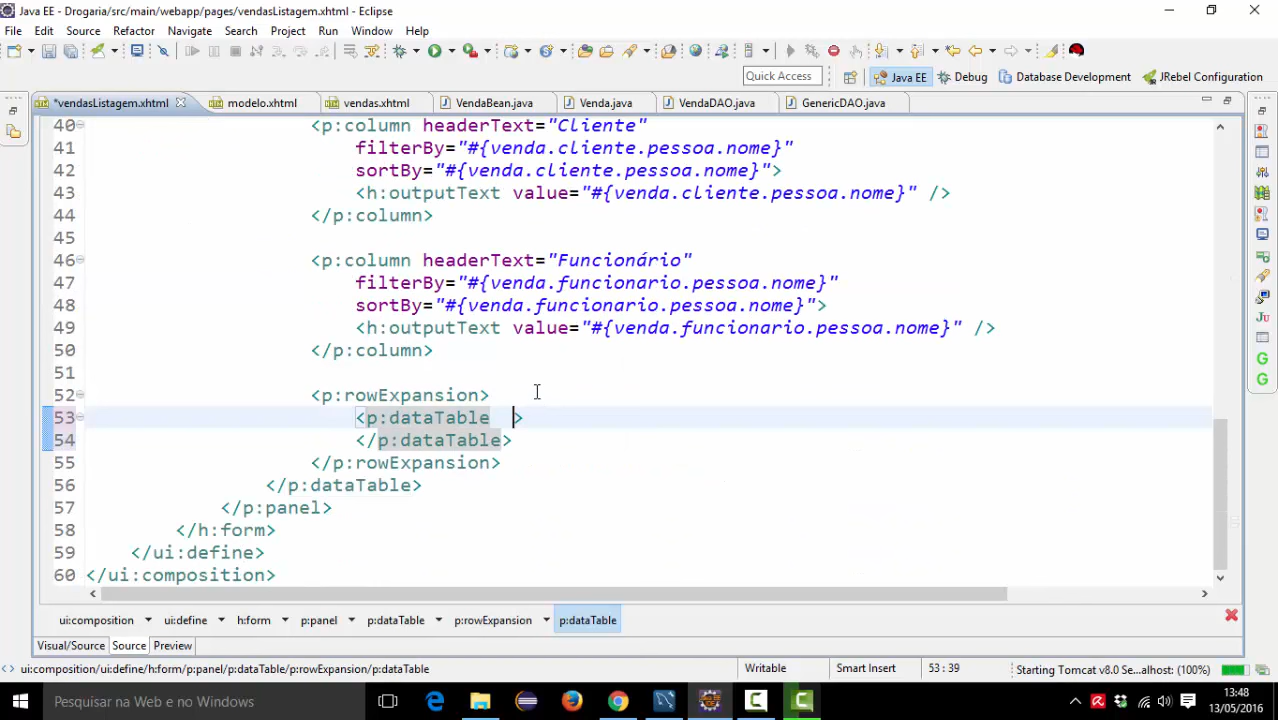 Java EE - Drogaria/src/main/webapp/pages/vendasListagem.xhtml - Eclipse
File Edit Source Refactor Navigate Search Project Run Window Help
Quick Access Java EE Debug Database Development JRebel Configuration
*vendasListagem.xhtml modelo.xhtml vendas.xhtml VendaBean.java Venda.java VendaDAO.java GenericDAO.java
40 <p:column headerText="Cliente"
41 filterBy="#{venda.cliente.pessoa.nome}"
42 sortBy="#{venda.cliente.pessoa.nome}">
43 <h:outputText value="#{venda.cliente.pessoa.nome}" />
44 </p:column>
45
46 <p:column headerText="Funcionário"
47 filterBy="#{venda.funcionario.pessoa.nome}"
48 sortBy="#{venda.funcionario.pessoa.nome}">
49 <h:outputText value="#{venda.funcionario.pessoa.nome}" />
50 </p:column>
51
52 <p:rowExpansion>
53 <p:dataTable >
54 </p:dataTable>
55 </p:rowExpansion>
56 </p:dataTable>
57 </p:panel>
58 </h:form>
59 </ui:define>
60 </ui:composition>
ui:composition ui:define h:form p:panel p:dataTable p:rowExpansion p:dataTable
Visual/Source Source Preview
ui:composition/ui:define/h:form/p:panel/p:dataTable/p:rowExpansion/p:dataTable Writable Smart Insert 53 : 39 Starting Tomcat v8.0 Se...alhost: (100%)
Pesquisar na Web e no Windows 13:48
13/05/2016